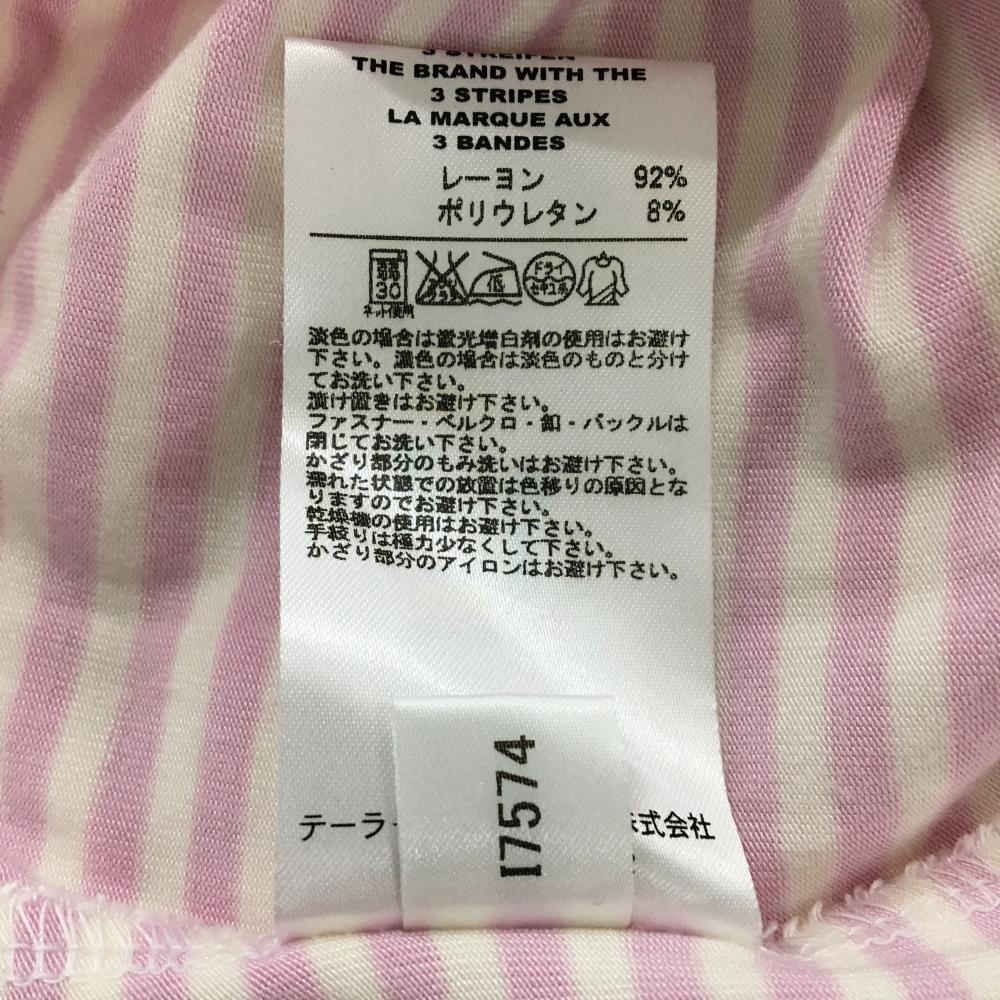 3 STREIFEN
THE BRAND WITH THE
3 STRIPES
LA MARQUE AUX
3 BANDES
レーヨン 92%
ポリウレタン 8%
弱 30 低 ドライ セキユ系
ネット使用
淡色の場合は蛍光増白剤の使用はお避け
下さい。濃色の場合は淡色のものと分け
てお洗い下さい。
漬け置きはお避け下さい。
ファスナー・ベルクロ・釦・バックルは
閉じてお洗い下さい。
かざり部分のもみ洗いはお避け下さい。
濡れた状態での放置は色移りの原因とな
りますのでお避け下さい。
乾燥機の使用はお避け下さい。
手絞りは極力少なくして下さい。
かざり部分のアイロンはお避け下さい。
I7574
テーラー
株式会社